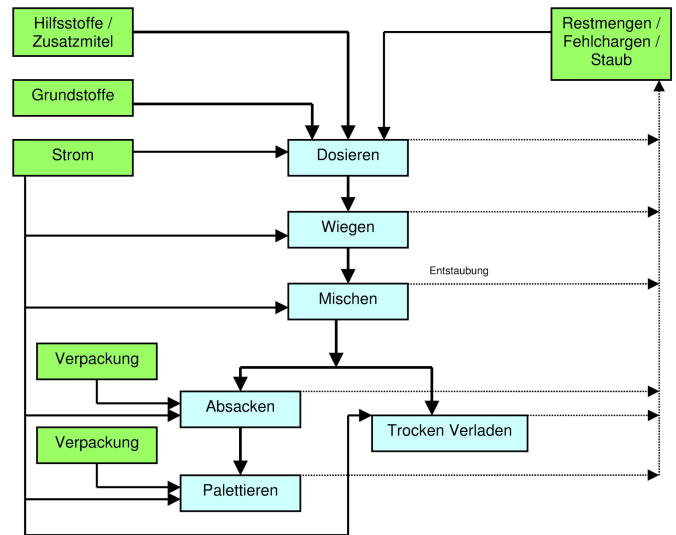 Hilfsstoffe /
Zusatzmitel
Restmengen /
Fehlchargen /
Staub
Grundstoffe
Strom
Dosieren
Wiegen
Entstaubung
Mischen
Verpackung
Absacken
Trocken Verladen
Verpackung
Palettieren